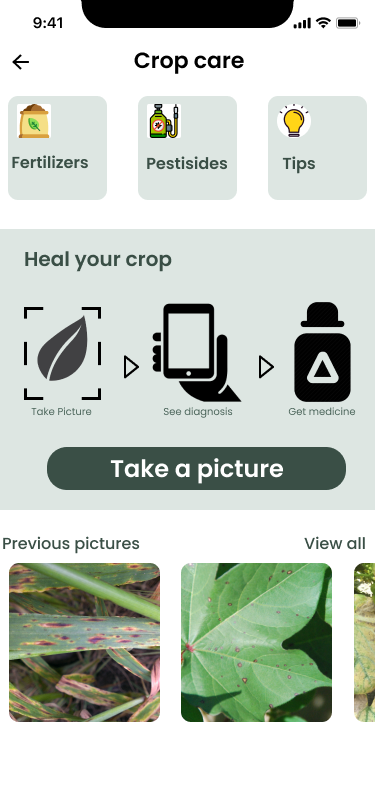 9:41
Crop care
Fertilizers
Pestisides
Tips
Heal your crop
Take Picture
See diagnosis
Get medicine
Take a picture
Previous pictures
View all